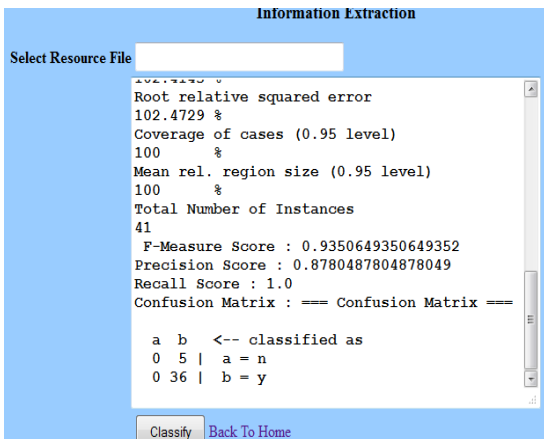 Information Extraction
Select Resource File
102.4145 %
Root relative squared error
102.4729 %
Coverage of cases (0.95 level)
100 %
Mean rel. region size (0.95 level)
100 %
Total Number of Instances
41
F-Measure Score : 0.9350649350649352
Precision Score : 0.8780487804878049
Recall Score : 1.0
Confusion Matrix : === Confusion Matrix ===
a b <-- classified as
0 5 | a = n
0 36 | b = y
Classify Back To Home